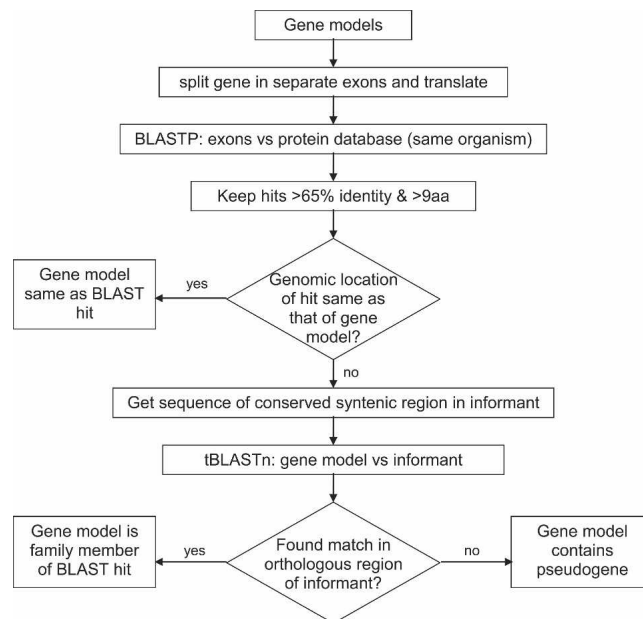 Gene models
split gene in separate exons and translate
BLASTP: exons vs protein database (same organism)
Keep hits >65% identity & >9aa
Gene model
same as BLAST
hit
yes
Genomic location
of hit same as
that of gene
model?
no
Get sequence of conserved syntenic region in informant
tBLASTn: gene model vs informant
Gene model is
family member
of BLAST hit
yes
Found match in
orthologous region
of informant?
no
Gene model
contains
pseudogene